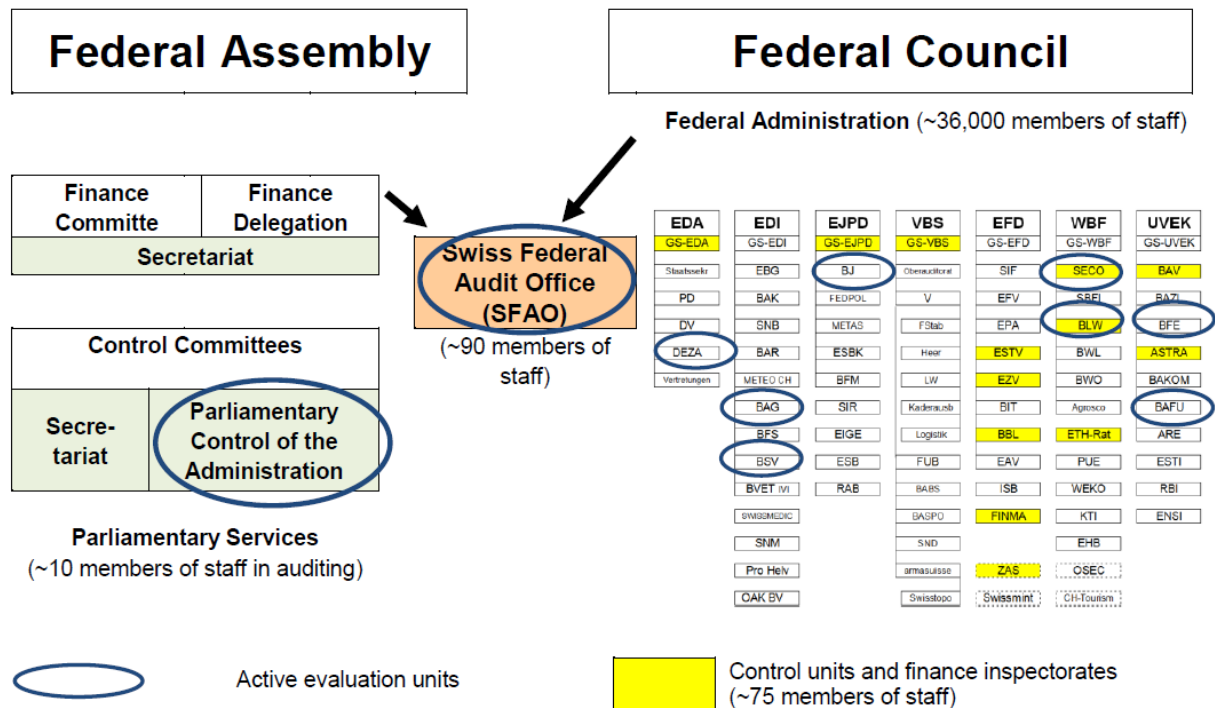 Federal Assembly
Federal Council
Federal Administration (~36,000 members of staff)
Finance Committe
Finance Delegation
Secretariat
Swiss Federal
Audit Office
(SFAO)
(~90 members of
staff)
Control Committees
Secre-
tariat
Parliamentary
Control of the
Administration
Parliamentary Services
(~10 members of staff in auditing)
EDA
GS-EDA
Staatssekr
PD
DV
DEZA
Vertretungen
EDI
GS-EDI
EBG
BAK
SNB
BAR
METEO CH
BAG
BFS
BSV
BVET IVI
SWISSMEDIC
SNM
Pro Helv
OAK BV
EJPD
GS-EJPD
BJ
FEDPOL
METAS
ESBK
BFM
SIR
EIGE
ESB
RAB
VBS
GS-VBS
Oberauditorat
V
FStab
Heer
LW
Kaderausb
Logistik
FUB
BABS
BASPO
SND
armasuisse
Swisstopo
EFD
GS-EFD
SIF
EFV
EPA
ESTV
EZV
BIT
BBL
EAV
ISB
FINMA
ZAS
Swissmint
WBF
GS-WBF
SECO
SBFI
BLW
BWL
BWO
Agrosco
ETH-Rat
PUE
WEKO
KTI
EHB
OSEC
CH-Tourism
UVEK
GS-UVEK
BAV
BAZL
BFE
ASTRA
BAKOM
BAFU
ARE
ESTI
RBI
ENSI
Active evaluation units
Control units and finance inspectorates
(~75 members of staff)